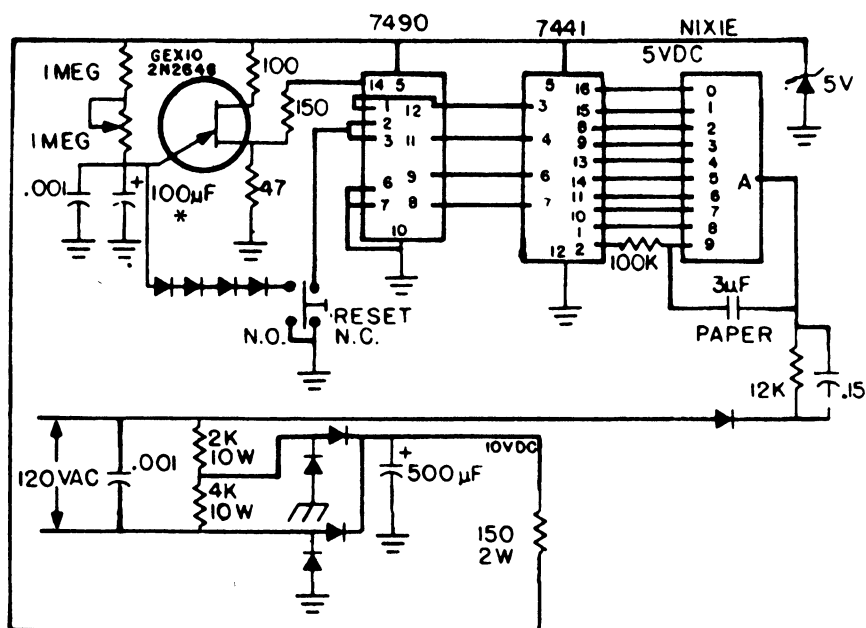 7490
7441
NIXIE
5VDC
GEX10
2N2646
1 MEG
100
150
14 5
1
2
3
12
11
6
7
9
8
10
5
3
4
6
7
16
15
8
9
13
14
11
10
1
2
12
0
1
2
3
4
5
6
7
8
9
A
5V
1MEG
.001
+
100µF
*
47
100K
3µF
PAPER
RESET
N.O.
N.C.
12K
.15
120VAC
.001
2K
10W
4K
10W
+
500µF
10VDC
150
2W